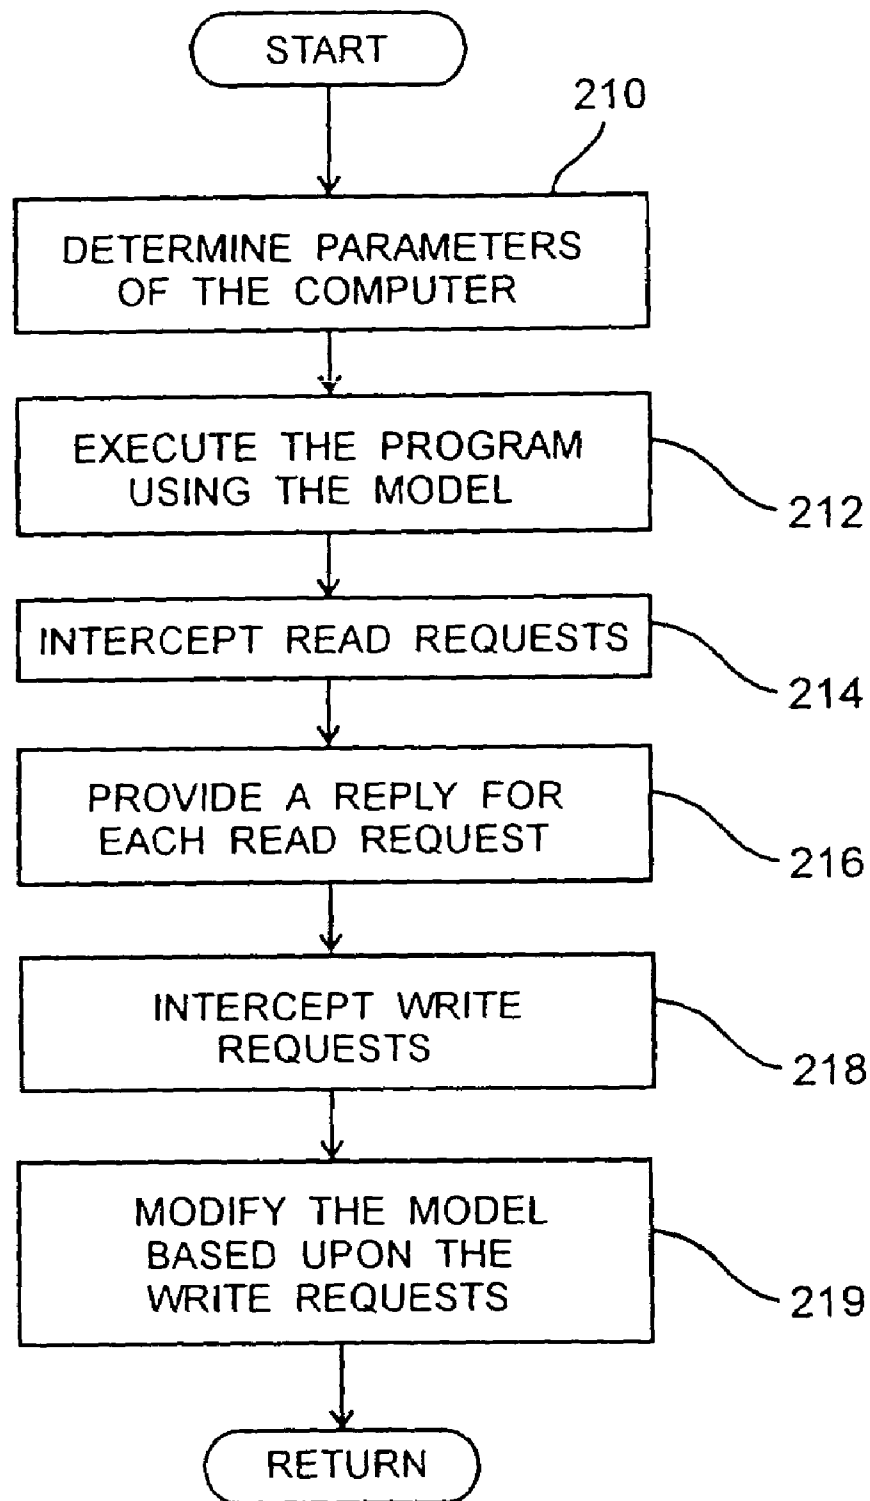 START
210
DETERMINE PARAMETERS
OF THE COMPUTER
EXECUTE THE PROGRAM
USING THE MODEL
212
INTERCEPT READ REQUESTS
214
PROVIDE A REPLY FOR
EACH READ REQUEST
216
INTERCEPT WRITE
REQUESTS
218
MODIFY THE MODEL
BASED UPON THE
WRITE REQUESTS
219
RETURN